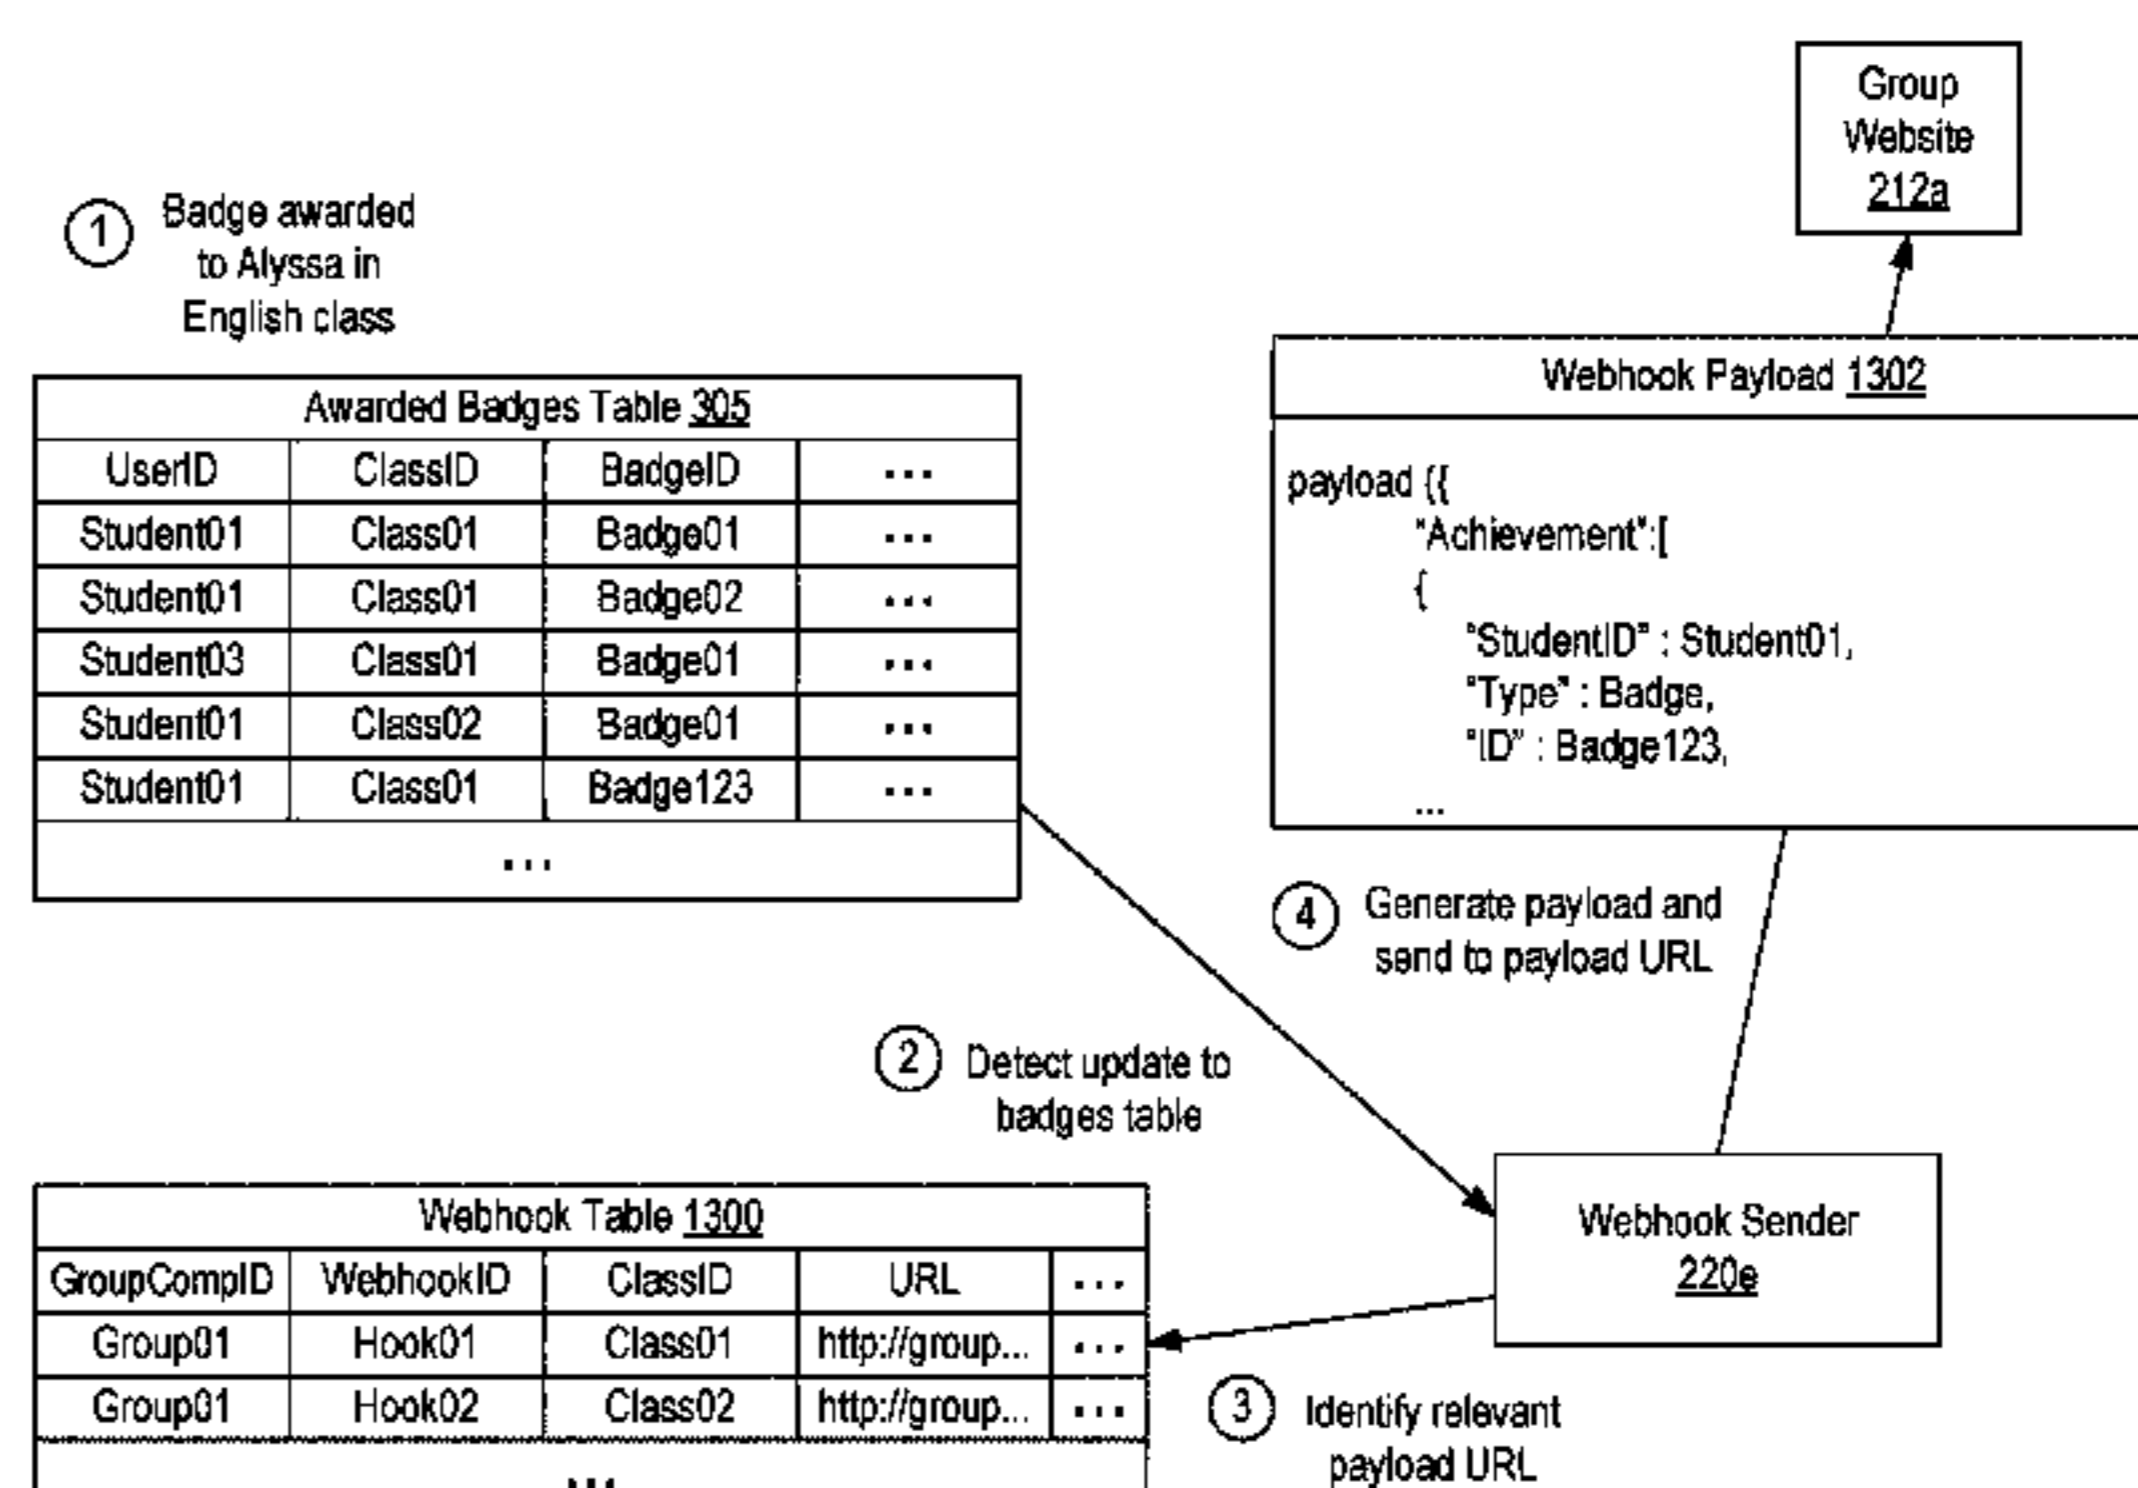 Group
Website
212a
1
Badge awarded
to Alyssa in
English class
Awarded Badges Table 305
UserID ClassID BadgeID ...
Student01 Class01 Badge01 ...
Student01 Class01 Badge02 ...
Student03 Class01 Badge01 ...
Student01 Class02 Badge01 ...
Student01 Class01 Badge123 ...
...
Webhook Payload 1302
payload ({
"Achievement":[
{
"StudentID" : Student01,
"Type" : Badge,
"ID" : Badge123,
...
4
Generate payload and
send to payload URL
2
Detect update to
badges table
Webhook Sender
220e
Webhook Table 1300
GroupCompID WebhookID ClassID URL ...
Group01 Hook01 Class01 http://group... ...
Group01 Hook02 Class02 http://group... ...
...
3
Identify relevant
payload URL